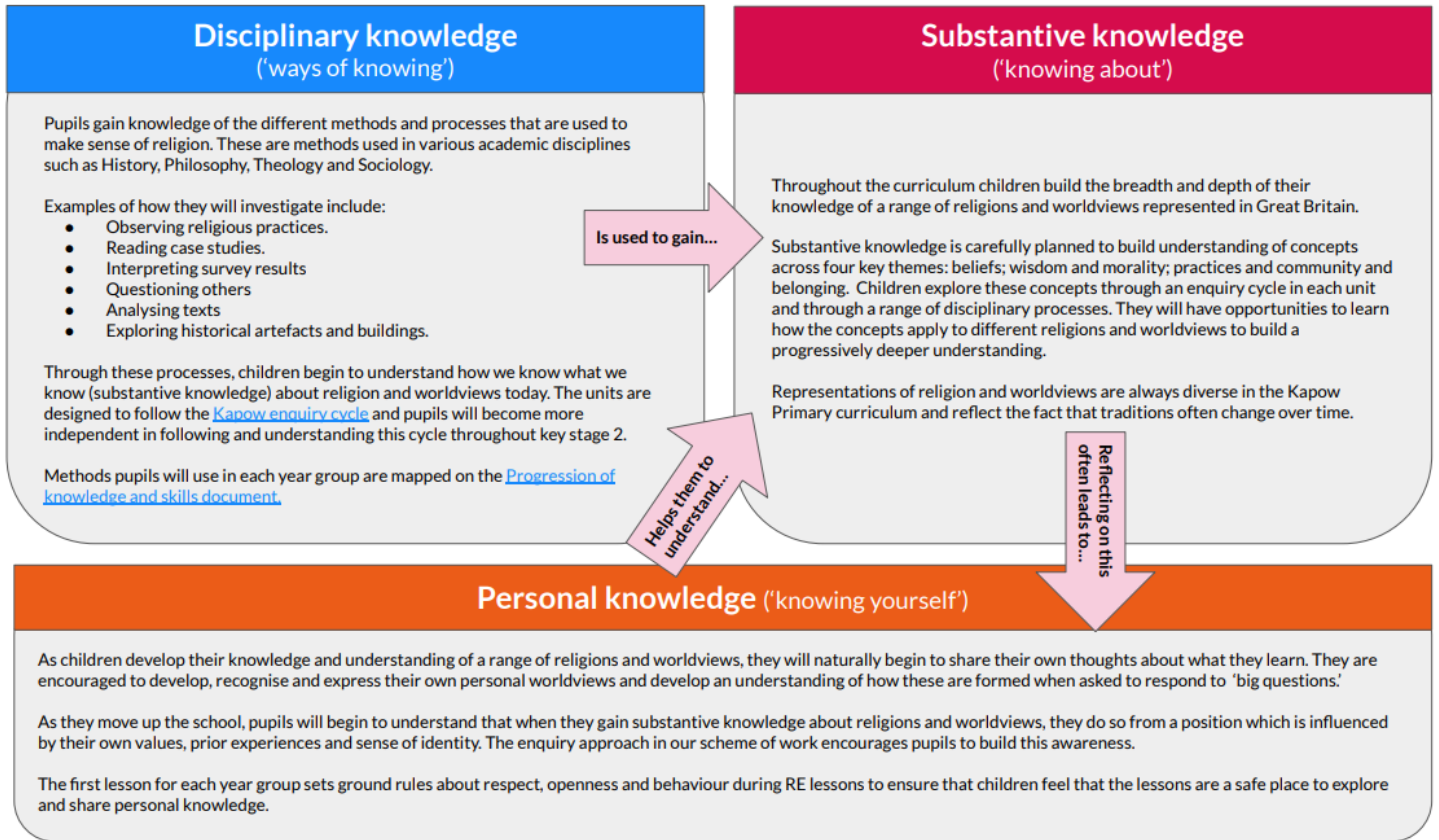 Disciplinary knowledge
(‘ways of knowing’)
Pupils gain knowledge of the different methods and processes that are used to
make sense of religion. These are methods used in various academic disciplines
such as History, Philosophy, Theology and Sociology.
Examples of how they will investigate include:
● Observing religious practices.
● Reading case studies.
● Interpreting survey results
● Questioning others
● Analysing texts
● Exploring historical artefacts and buildings.
Through these processes, children begin to understand how we know what we
know (substantive knowledge) about religion and worldviews today. The units are
designed to follow the Kapow enquiry cycle and pupils will become more
independent in following and understanding this cycle throughout key stage 2.
Methods pupils will use in each year group are mapped on the Progression of
knowledge and skills document.
Is used to gain...
Substantive knowledge
(‘knowing about’)
Throughout the curriculum children build the breadth and depth of their
knowledge of a range of religions and worldviews represented in Great Britain.
Substantive knowledge is carefully planned to build understanding of concepts
across four key themes: beliefs; wisdom and morality; practices and community and
belonging. Children explore these concepts through an enquiry cycle in each unit
and through a range of disciplinary processes. They will have opportunities to learn
how the concepts apply to different religions and worldviews to build a
progressively deeper understanding.
Representations of religion and worldviews are always diverse in the Kapow
Primary curriculum and reflect the fact that traditions often change over time.
Helps them to
understand...
Reflecting on this
often leads to...
Personal knowledge (‘knowing yourself’)
As children develop their knowledge and understanding of a range of religions and worldviews, they will naturally begin to share their own thoughts about what they learn. They are
encouraged to develop, recognise and express their own personal worldviews and develop an understanding of how these are formed when asked to respond to ‘big questions.’
As they move up the school, pupils will begin to understand that when they gain substantive knowledge about religions and worldviews, they do so from a position which is influenced
by their own values, prior experiences and sense of identity. The enquiry approach in our scheme of work encourages pupils to build this awareness.
The first lesson for each year group sets ground rules about respect, openness and behaviour during RE lessons to ensure that children feel that the lessons are a safe place to explore
and share personal knowledge.